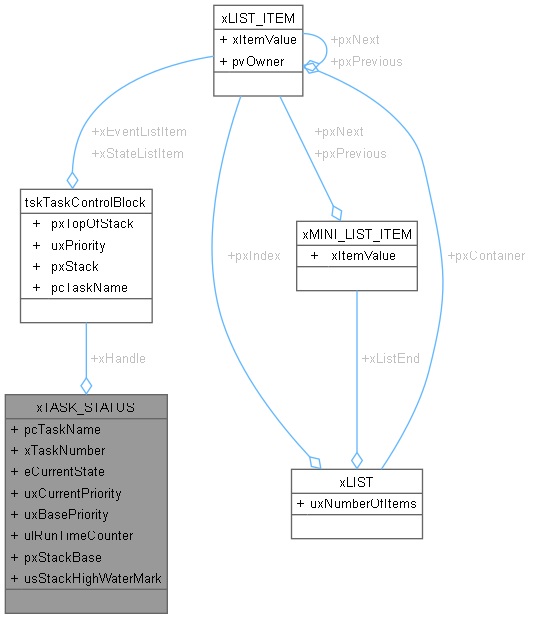 xLIST_ITEM
+ xItemValue
+ pvOwner
+pxNext
+pxPrevious
+xEventListItem
+xStateListItem
+pxNext
+pxPrevious
tskTaskControlBlock
+ pxTopOfStack
+ uxPriority
+ pxStack
+ pcTaskName
xMINI_LIST_ITEM
+ xItemValue
+pxIndex
+pxContainer
+xHandle
+xListEnd
xTASK_STATUS
+ pcTaskName
+ xTaskNumber
+ eCurrentState
+ uxCurrentPriority
+ uxBasePriority
+ ulRunTimeCounter
+ pxStackBase
+ usStackHighWaterMark
xLIST
+ uxNumberOfItems